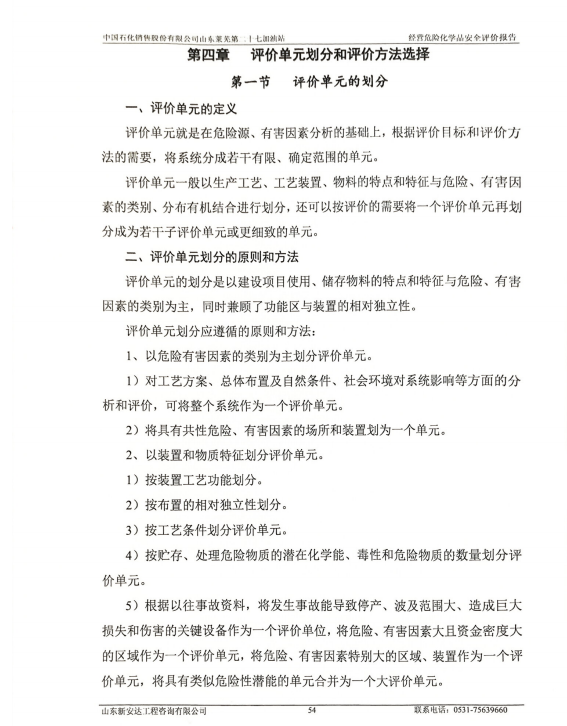 中国石化销售股份有限公司山东莱芜第二十七加油站 经营危险化学品安全评价报告
第四章 评价单元划分和评价方法选择
第一节 评价单元的划分
一、评价单元的定义
评价单元就是在危险源、有害因素分析的基础上，根据评价目标和评价方
法的需要，将系统分成若干有限、确定范围的单元。
评价单元一般以生产工艺、工艺装置、物料的特点和特征与危险、有害因
素的类别、分布有机结合进行划分，还可以按评价的需要将一个评价单元再划
分成为若干子评价单元或更细致的单元。
二、评价单元划分的原则和方法
评价单元的划分是以建设项目使用、储存物料的特点和特征与危险、有害
因素的类别为主，同时兼顾了功能区与装置的相对独立性。
评价单元划分应遵循的原则和方法：
1、以危险有害因素的类别为主划分评价单元。
1）对工艺方案、总体布置及自然条件、社会环境对系统影响等方面的分
析和评价，可将整个系统作为一个评价单元。
2）将具有共性危险、有害因素的场所和装置划为一个单元。
2、以装置和物质特征划分评价单元。
1）按装置工艺功能划分。
2）按布置的相对独立性划分。
3）按工艺条件划分评价单元。
4）按贮存、处理危险物质的潜在化学能、毒性和危险物质的数量划分评
价单元。
5）根据以往事故资料，将发生事故能导致停产、波及范围大、造成巨大
损失和伤害的关键设备作为一个评价单位，将危险、有害因素大且资金密度大
的区域作为一个评价单元，将危险、有害因素特别大的区域、装置作为一个评
价单元，将具有类似危险性潜能的单元合并为一个大评价单元。
山东新安达工程咨询有限公司 54 联系电话：0531-75639660